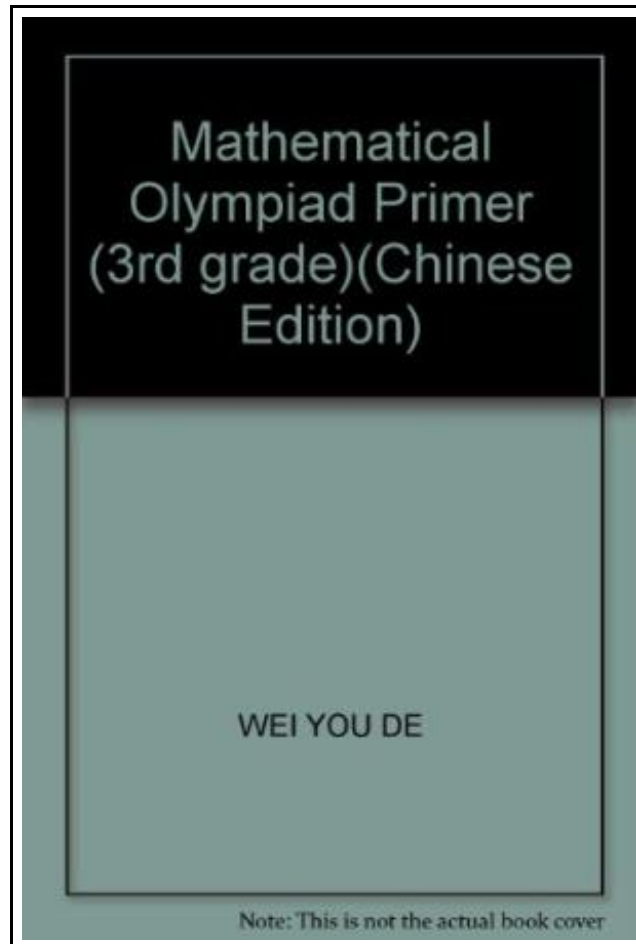 Mathematical
Olympiad Primer
(3rd grade)(Chinese
Edition)
WEI YOU DE
Note: This is not the actual book cover